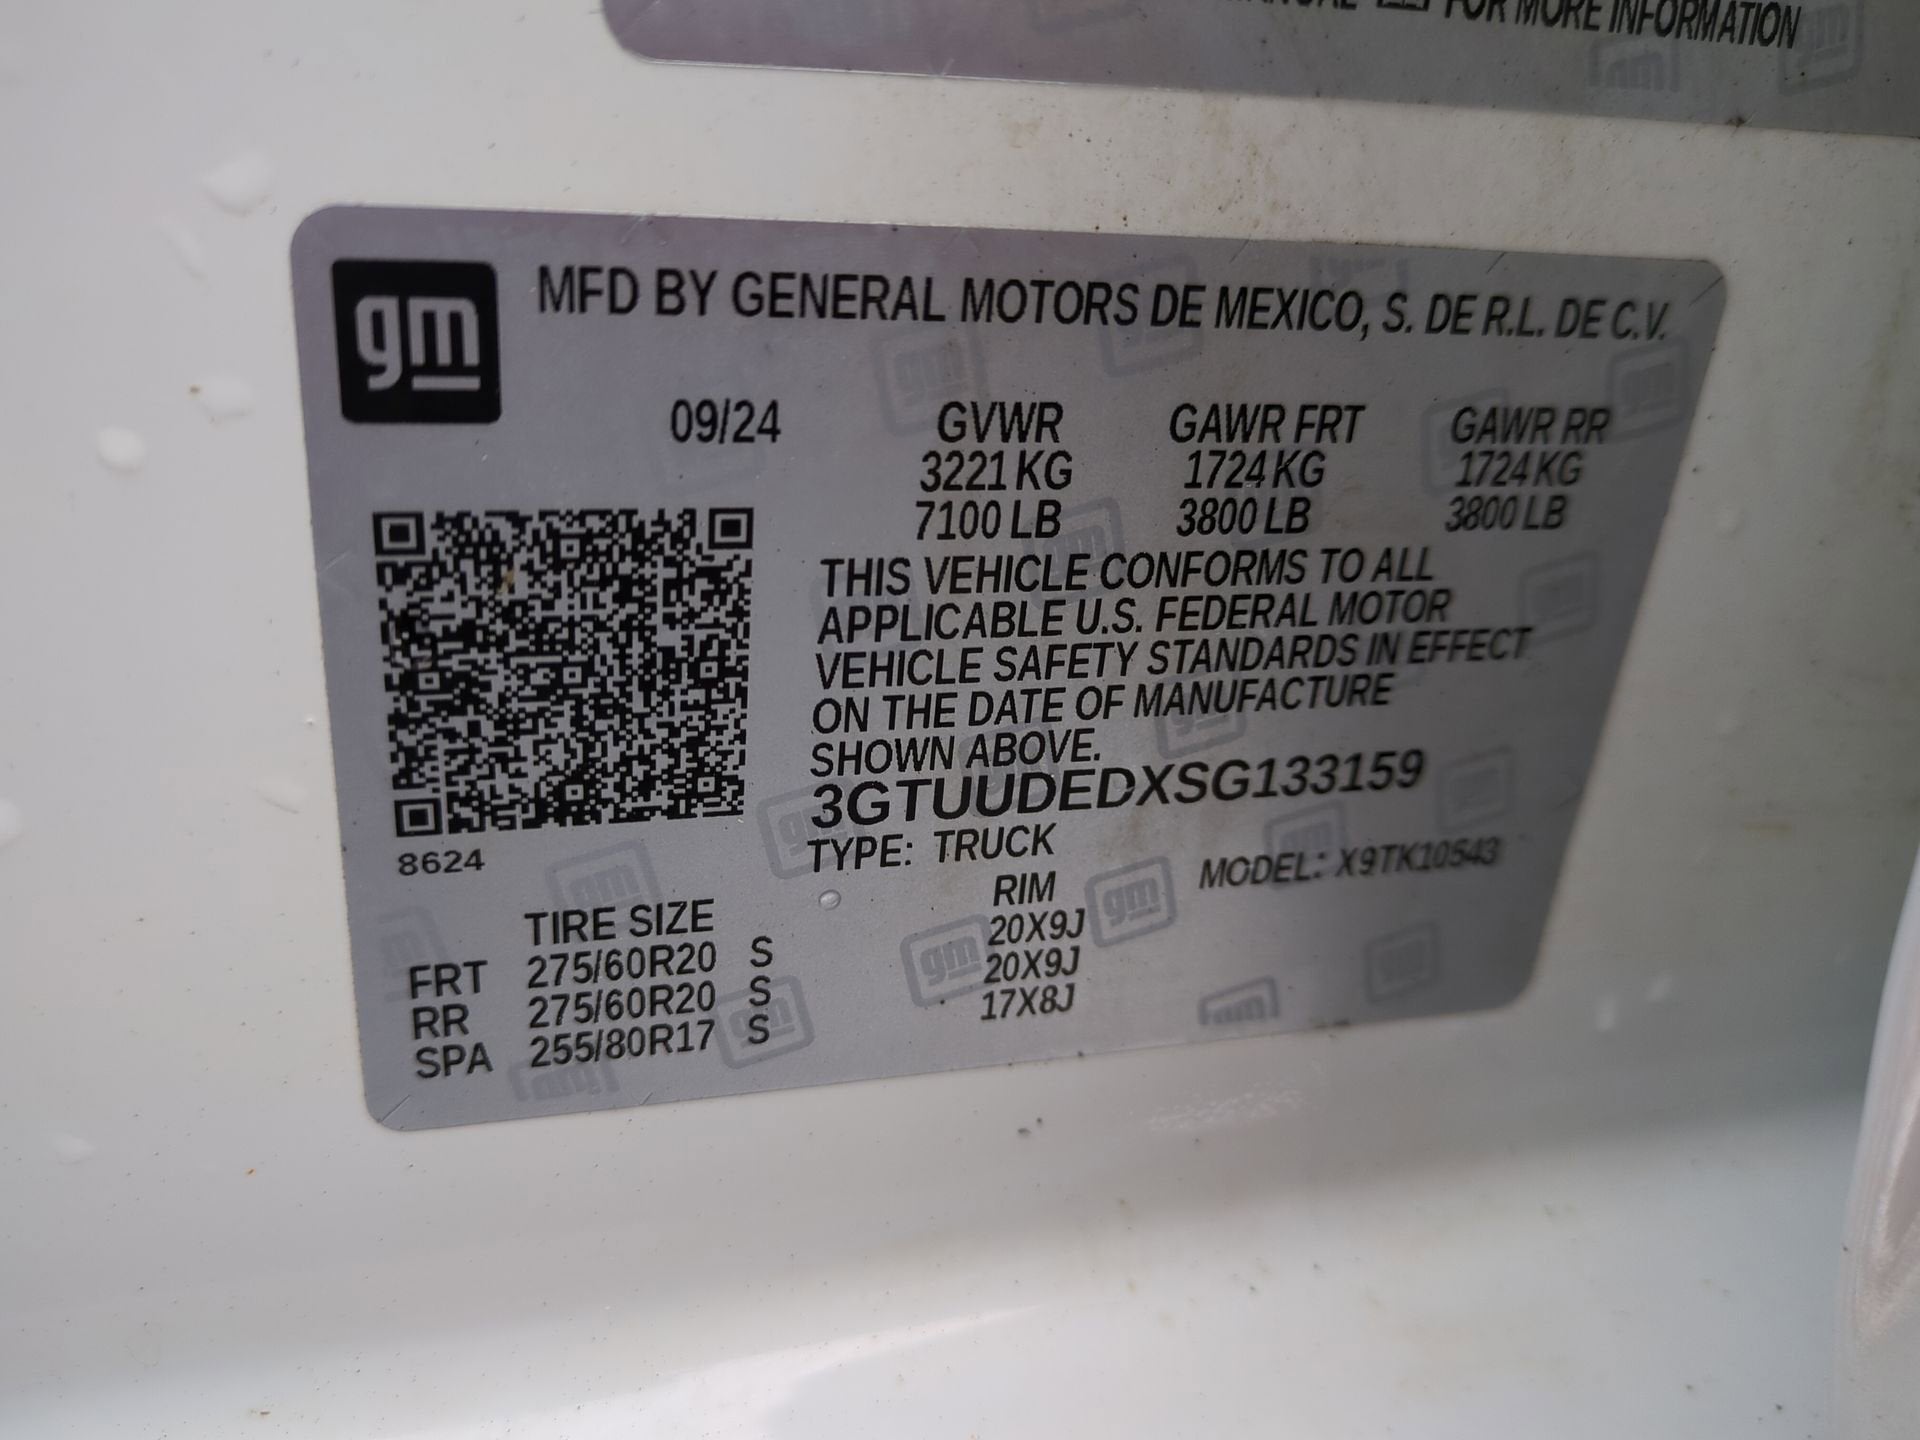 MANUAL FOR MORE INFORMATION
gm
MFD BY GENERAL MOTORS DE MEXICO, S. DE R.L. DE C.V.
09/24 GVWR GAWR FRT GAWR RR
3221 KG 1724 KG 1724 KG
7100 LB 3800 LB 3800 LB
THIS VEHICLE CONFORMS TO ALL
APPLICABLE U.S. FEDERAL MOTOR
VEHICLE SAFETY STANDARDS IN EFFECT
ON THE DATE OF MANUFACTURE
SHOWN ABOVE.
3GTUUDEDXSG133159
TYPE: TRUCK
MODEL: X9TK10543
8624
TIRE SIZE RIM
FRT 275/60R20 S 20X9J
RR 275/60R20 S 20X9J
SPA 255/80R17 S 17X8J